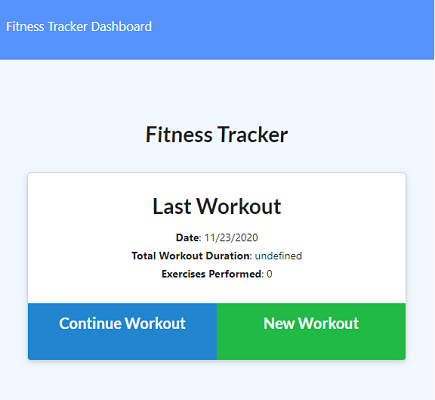 Fitness Tracker Dashboard
Fitness Tracker
Last Workout
Date: 11/23/2020
Total Workout Duration: undefined
Exercises Performed: 0
Continue Workout New Workout